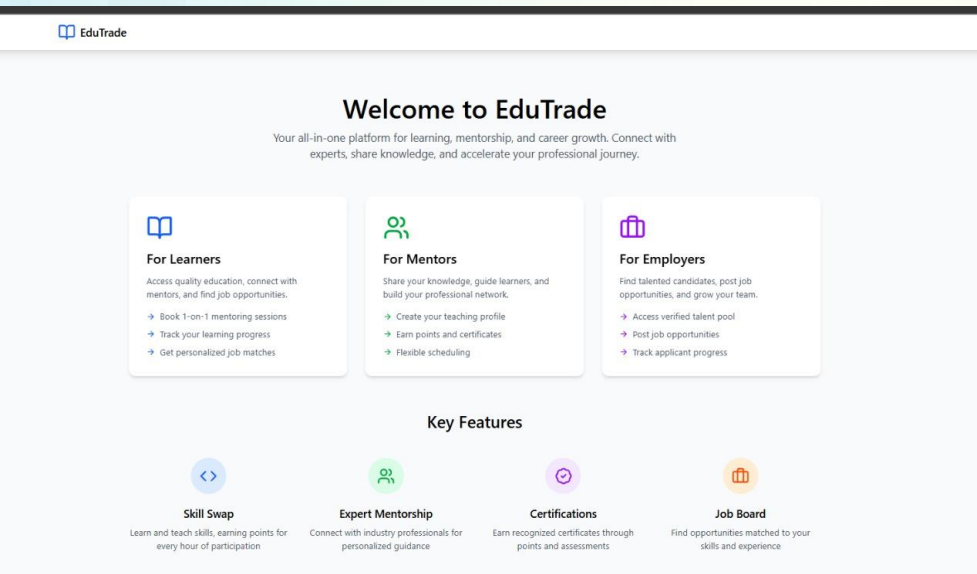 EduTrade
Welcome to EduTrade
Your all-in-one platform for learning, mentorship, and career growth. Connect with
experts, share knowledge, and accelerate your professional journey.
For Learners
Access quality education, connect with
mentors, and find job opportunities.
→ Book 1-on-1 mentoring sessions
→ Track your learning progress
→ Get personalized job matches
For Mentors
Share your knowledge, guide learners, and
build your professional network.
→ Create your teaching profile
→ Earn points and certificates
→ Flexible scheduling
For Employers
Find talented candidates, post job
opportunities, and grow your team.
→ Access verified talent pool
→ Post job opportunities
→ Track applicant progress
Key Features
Skill Swap
Learn and teach skills, earning points for
every hour of participation
Expert Mentorship
Connect with industry professionals for
personalized guidance
Certifications
Earn recognized certificates through
points and assessments
Job Board
Find opportunities matched to your
skills and experience